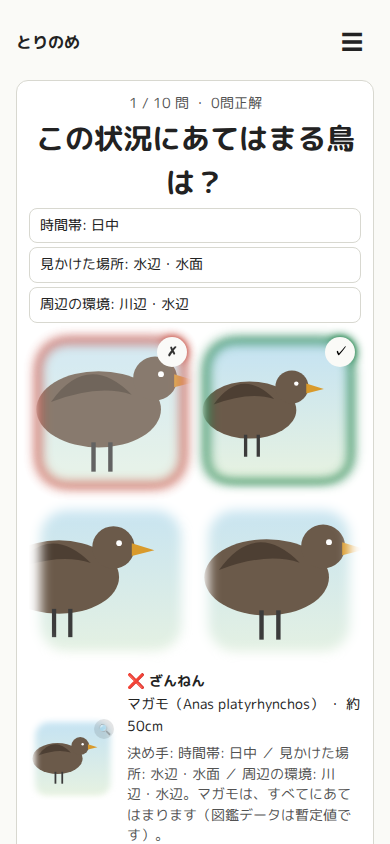 とりのめ
1 / 10 問 · 0問正解
この状況にあてはまる鳥
は？
時間帯: 日中
見かけた場所: 水辺・水面
周辺の環境: 川辺・水辺
✗
✓
❌ ざんねん
マガモ（Anas platyrhynchos） · 約
50cm
決め手: 時間帯: 日中 ／ 見かけた場
所: 水辺・水面 ／ 周辺の環境: 川
辺・水辺。マガモは、すべてにあて
はまります（図鑑データは暫定値で
す）。